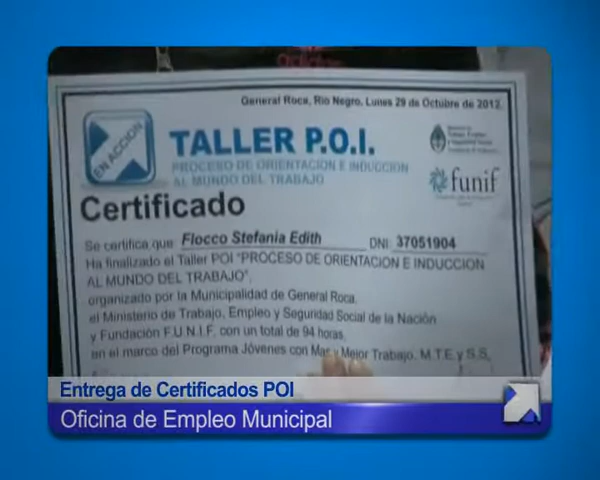 adidas
General Roca, Rio Negro, Lunes 29 de Octubre de 2012.
EN ACCION
TALLER P.O.I.
PROCESO DE ORIENTACION E INDUCCION
AL MUNDO DEL TRABAJO
funif
Certificado
Se certifica que Flocco Stefania Edith DNI: 37051904
Ha finalizado el Taller POI "PROCESO DE ORIENTACION E INDUCCION
AL MUNDO DEL TRABAJO",
organizado por la Municipalidad de General Roca,
el Ministerio de Trabajo, Empleo y Seguridad Social de la Nación
y Fundación F.U.N.I.F. con un total de 94 horas,
en el marco del Programa Jóvenes con Mas y Mejor Trabajo, M.T.E.y S.S.
Entrega de Certificados POI
Oficina de Empleo Municipal